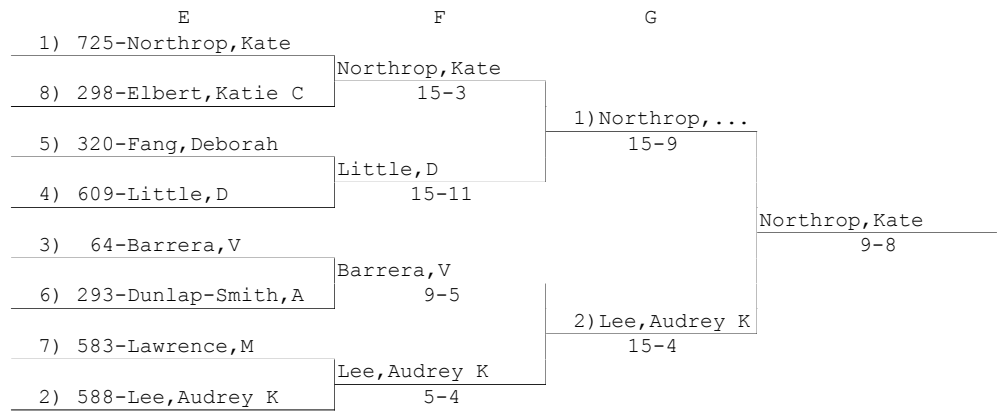 E F G
1) 725-Northrop,Kate
Northrop,Kate
8) 298-Elbert,Katie C 15-3
1)Northrop,...
5) 320-Fang,Deborah 15-9
Little,D
4) 609-Little,D 15-11
Northrop,Kate
3) 64-Barrera,V 9-8
Barrera,V
6) 293-Dunlap-Smith,A 9-5
2)Lee,Audrey K
7) 583-Lawrence,M 15-4
Lee,Audrey K
2) 588-Lee,Audrey K 5-4